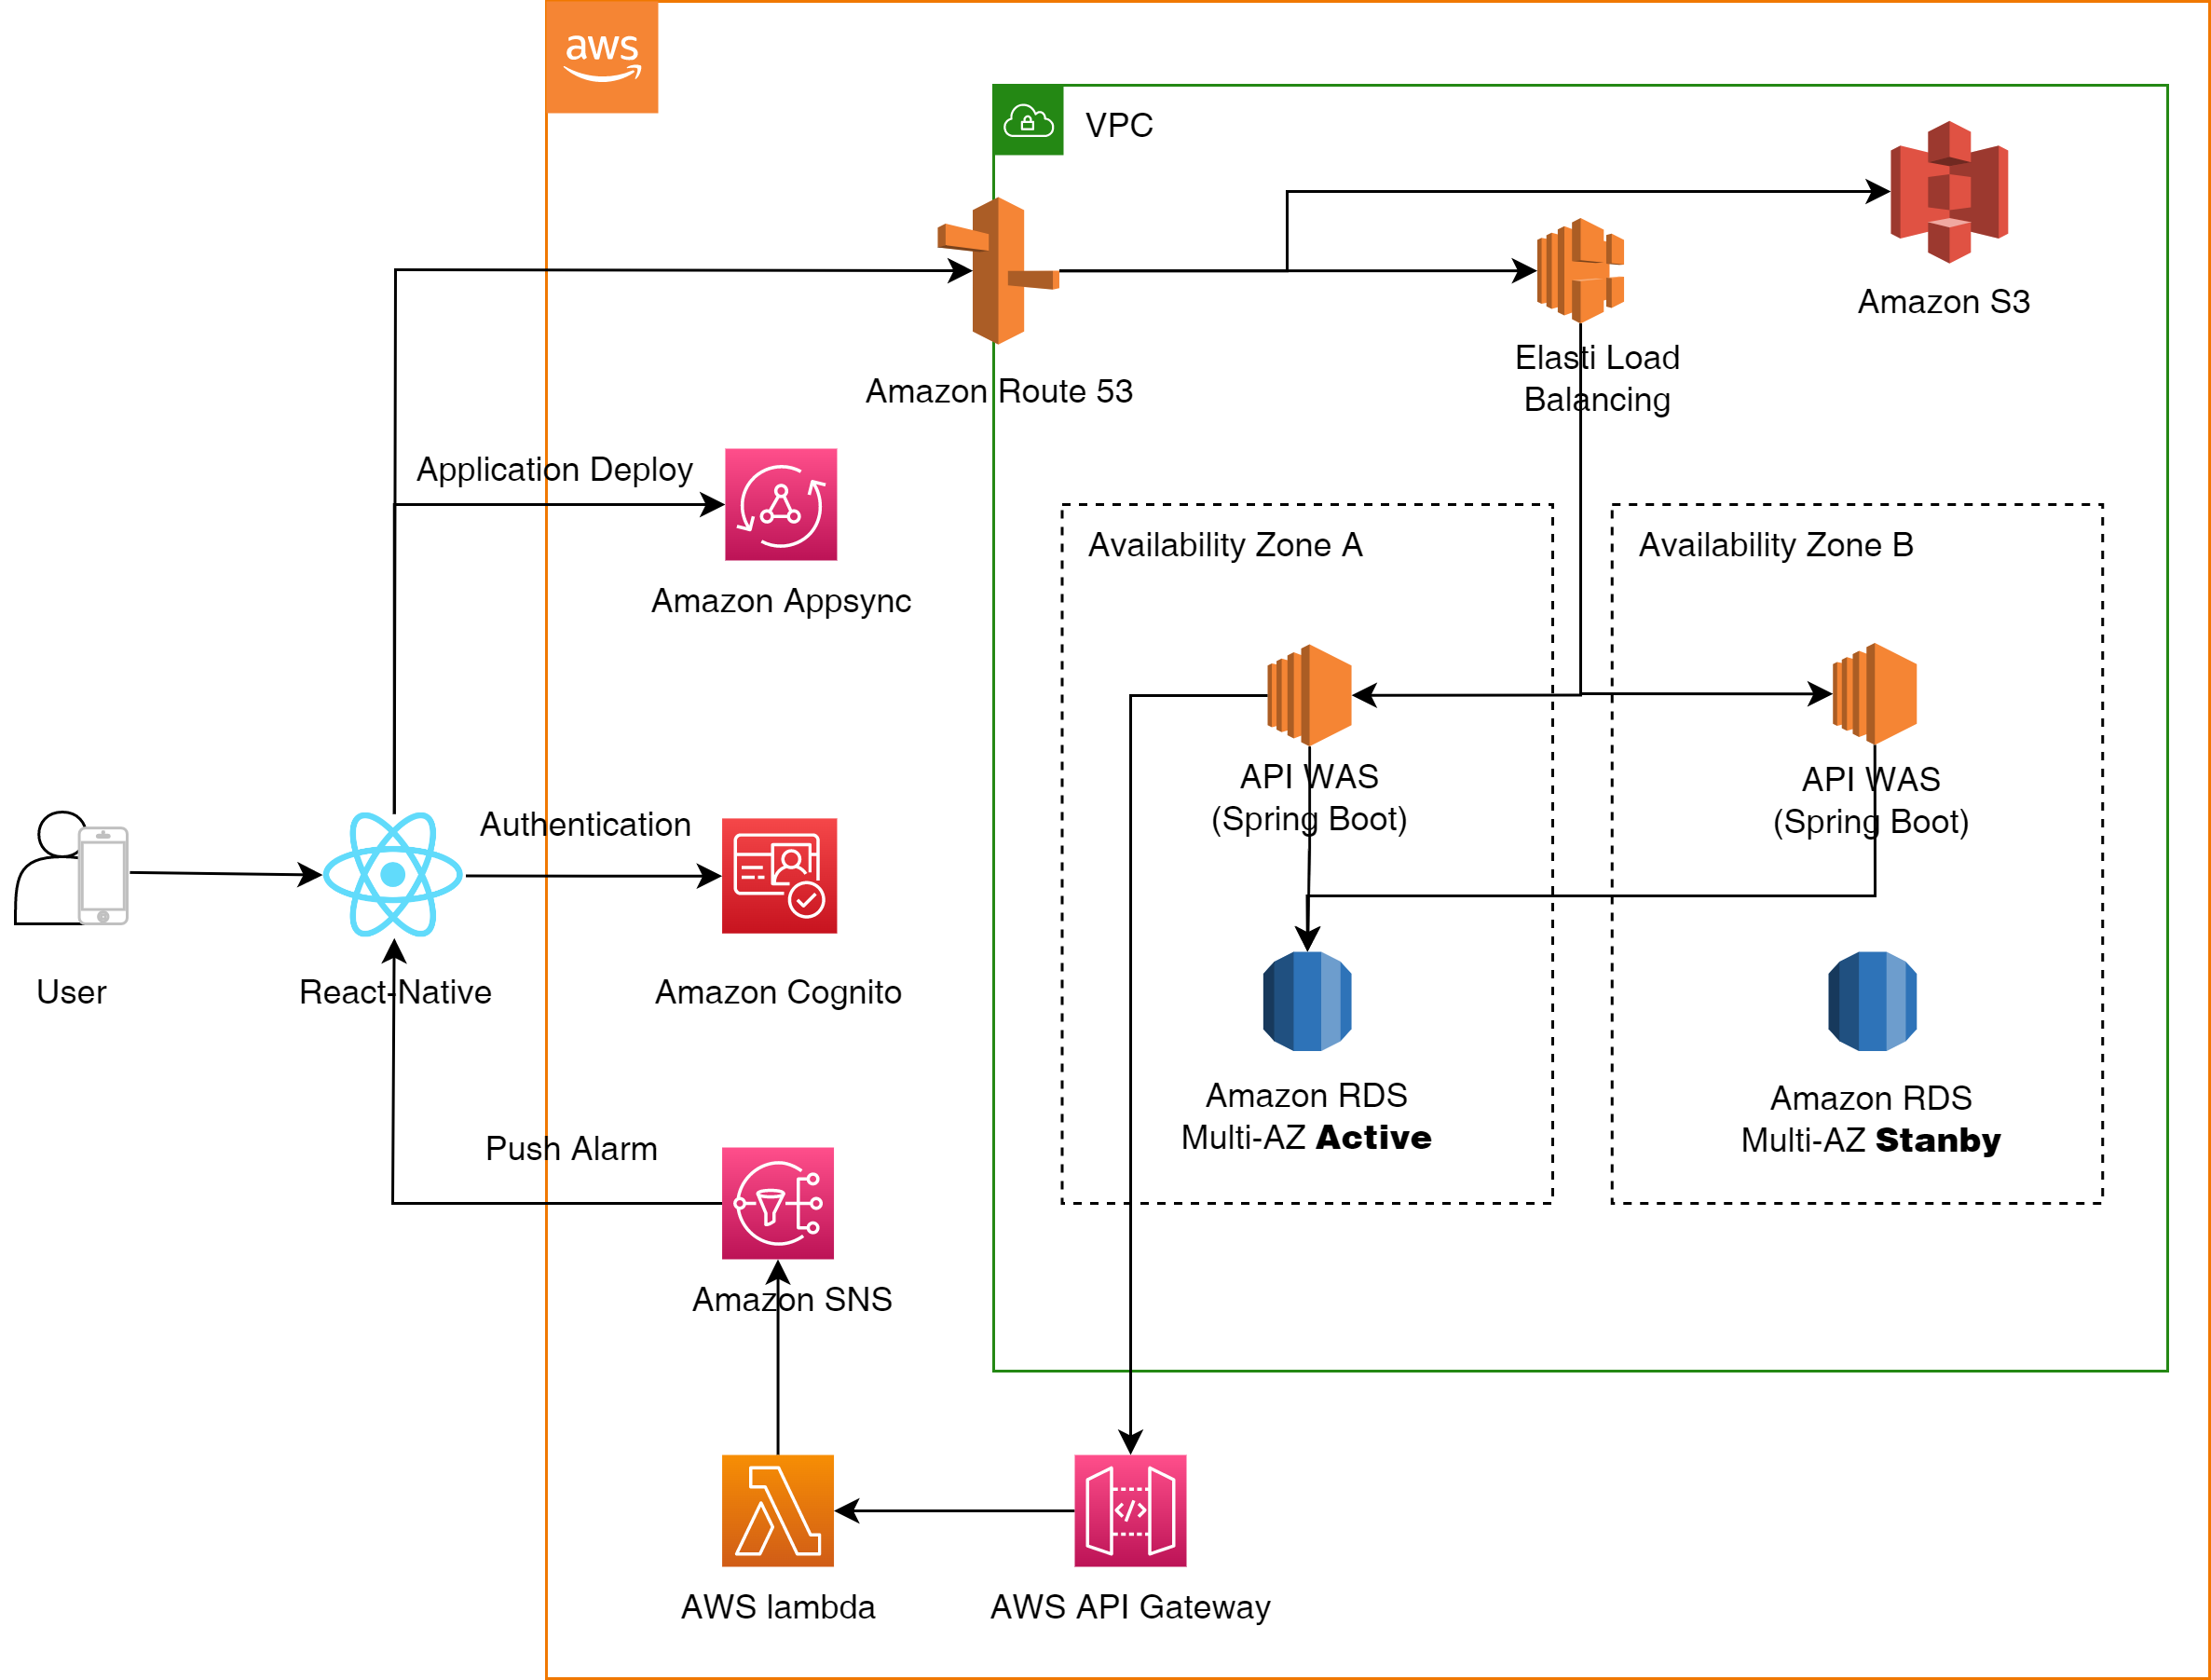 aws
VPC
Amazon S3
Elasti Load
Balancing
Amazon Route 53
Application Deploy
Amazon Appsync
Availability Zone A
Availability Zone B
API WAS
(Spring Boot)
API WAS
(Spring Boot)
Authentication
User
React-Native
Amazon Cognito
Amazon RDS
Multi-AZ Active
Amazon RDS
Multi-AZ Stanby
Push Alarm
Amazon SNS
AWS lambda
AWS API Gateway